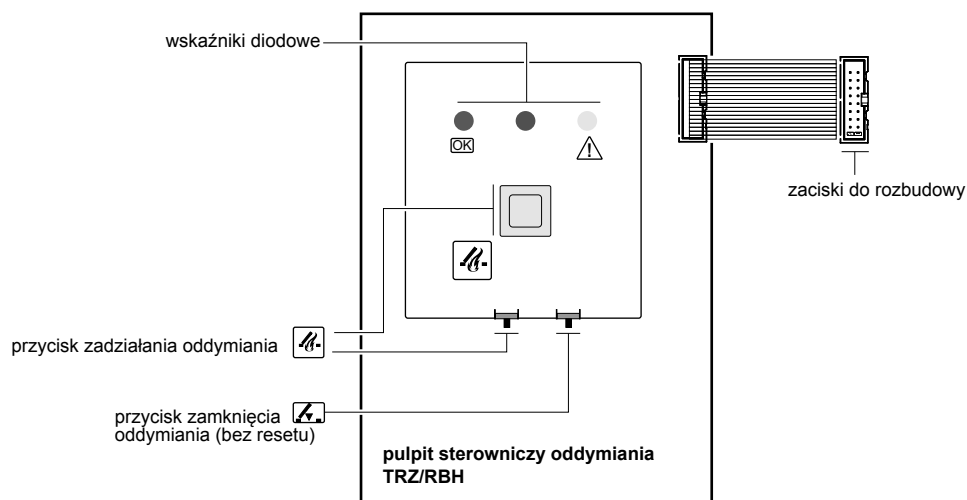 wskaźniki diodowe
OK
zaciski do rozbudowy
przycisk zadziałania oddymiania
przycisk zamknięcia
oddymiania (bez resetu)
pulpit sterowniczy oddymiania
TRZ/RBH